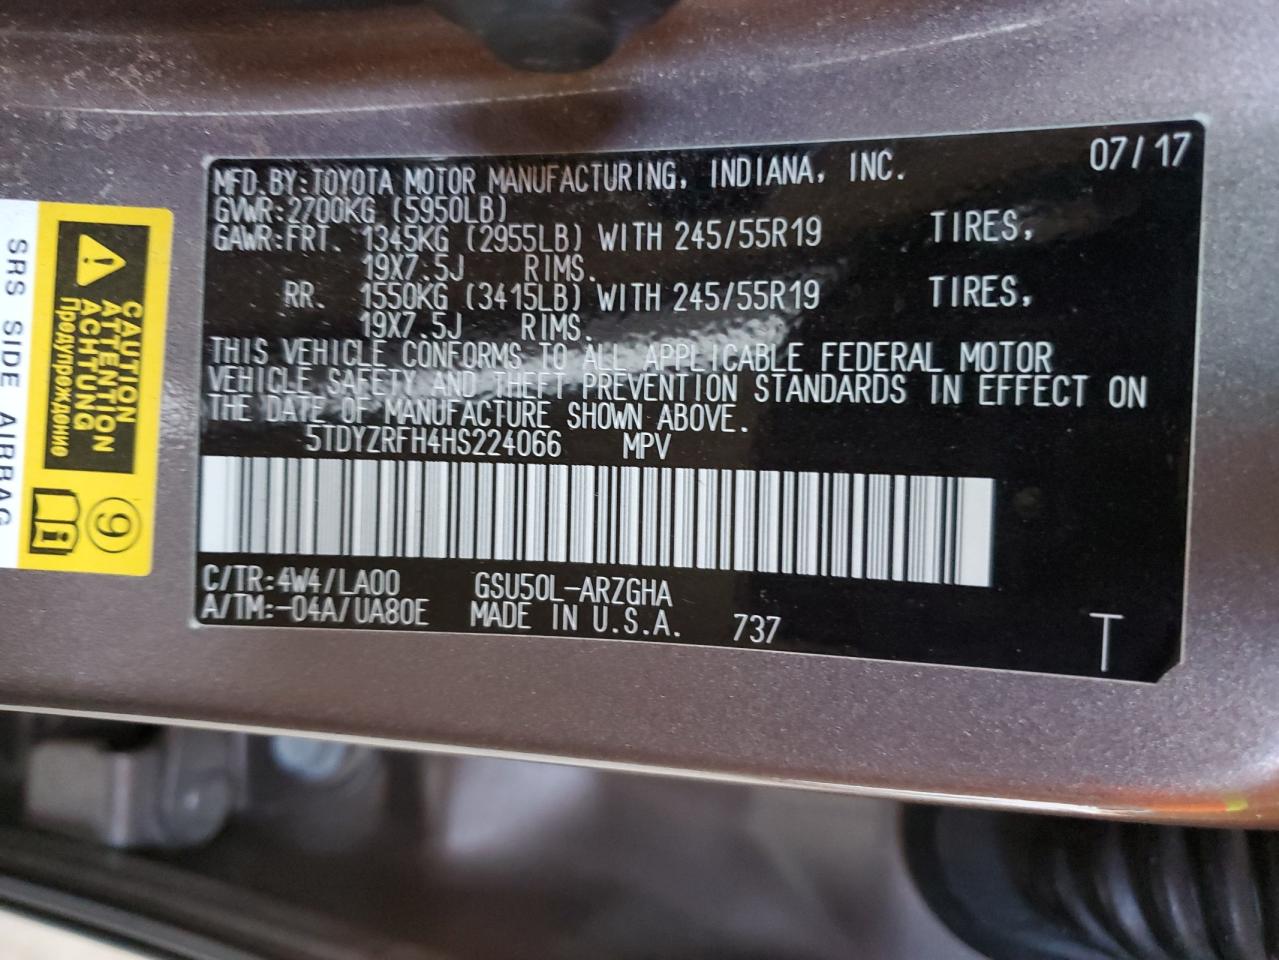 07/17
MFD.BY:TOYOTA MOTOR MANUFACTURING, INDIANA, INC.
GVWR:2700KG (5950LB)
GAWR:FRT. 1345KG (2955LB) WITH 245/55R19 TIRES,
19X7.5J RIMS.
RR. 1550KG (3415LB) WITH 245/55R19 TIRES,
19X7.5J RIMS.
THIS VEHICLE CONFORMS TO ALL APPLICABLE FEDERAL MOTOR
VEHICLE SAFETY AND THEFT PREVENTION STANDARDS IN EFFECT ON
THE DATE OF MANUFACTURE SHOWN ABOVE.
5TDYZRFH4HS224066 MPV
C/TR:4W4/LA00 GSU50L-ARZGHA
A/TM:-04A/UA80E MADE IN U.S.A. 737
T
CAUTION
ATTENTION
ACHTUNG
Предупреждение
9
SRS SIDE AIRBAG